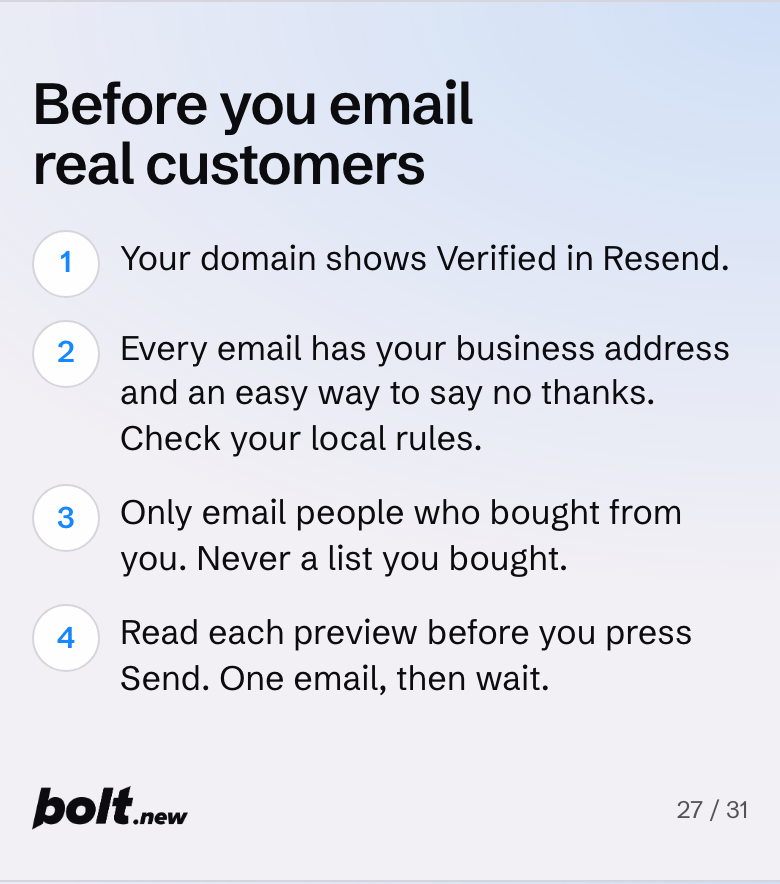 Before you email
real customers
1 Your domain shows Verified in Resend.
2 Every email has your business address
and an easy way to say no thanks.
Check your local rules.
3 Only email people who bought from
you. Never a list you bought.
4 Read each preview before you press
Send. One email, then wait.
bolt.new
27 / 31